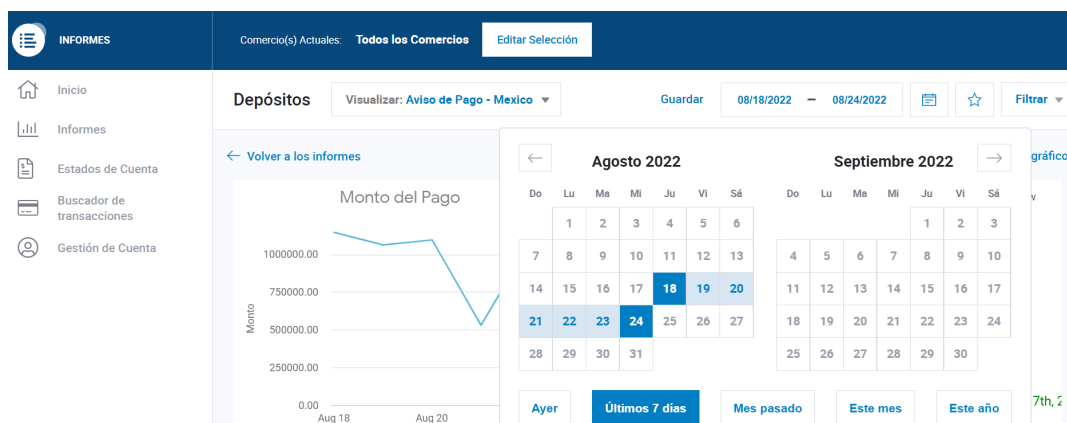 INFORMES
Comercio(s) Actuales: Todos los Comercios Editar Selección
Inicio
Informes
Estados de Cuenta
Buscador de
transacciones
Gestión de Cuenta
Depósitos Visualizar: Aviso de Pago - Mexico Guardar 08/18/2022 – 08/24/2022 Filtrar
← Volver a los informes
gráfico
Monto del Pago
Monto
1000000.00
750000.00
500000.00
250000.00
0.00
Aug 18 Aug 20
← Agosto 2022
Do Lu Ma Mi Ju Vi Sá
1 2 3 4 5 6
7 8 9 10 11 12 13
14 15 16 17 18 19 20
21 22 23 24 25 26 27
28 29 30 31
Septiembre 2022 →
Do Lu Ma Mi Ju Vi Sá
1 2 3
4 5 6 7 8 9 10
11 12 13 14 15 16 17
18 19 20 21 22 23 24
25 26 27 28 29 30
Ayer Últimos 7 días Mes pasado Este mes Este año
7th, 2